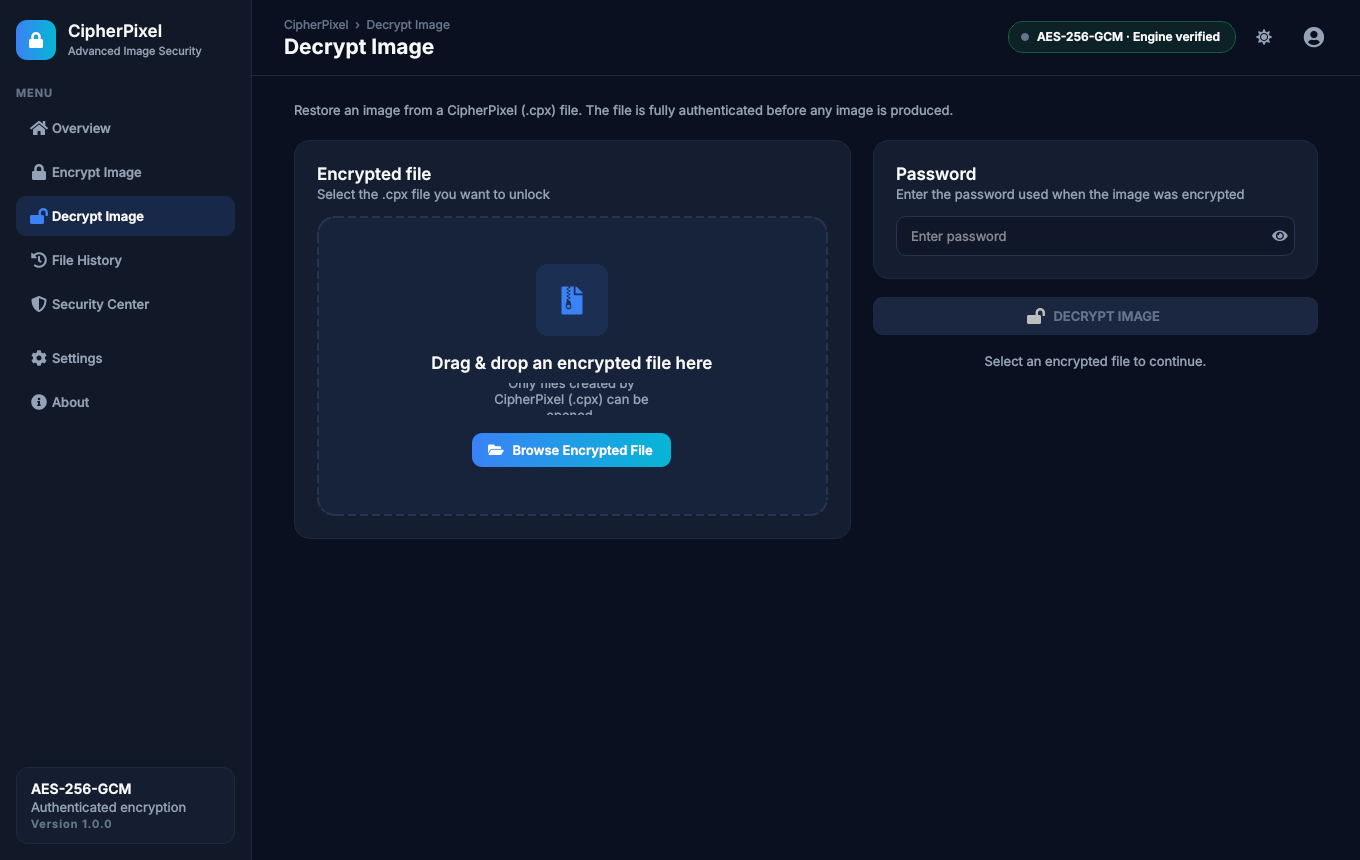 CipherPixel
Advanced Image Security
MENU
Overview
Encrypt Image
Decrypt Image
File History
Security Center
Settings
About
AES-256-GCM
Authenticated encryption
Version 1.0.0
CipherPixel › Decrypt Image
Decrypt Image
AES-256-GCM · Engine verified
Restore an image from a CipherPixel (.cpx) file. The file is fully authenticated before any image is produced.
Encrypted file
Select the .cpx file you want to unlock
Drag & drop an encrypted file here
Only files created by
CipherPixel (.cpx) can be
opened
Browse Encrypted File
Password
Enter the password used when the image was encrypted
Enter password
DECRYPT IMAGE
Select an encrypted file to continue.